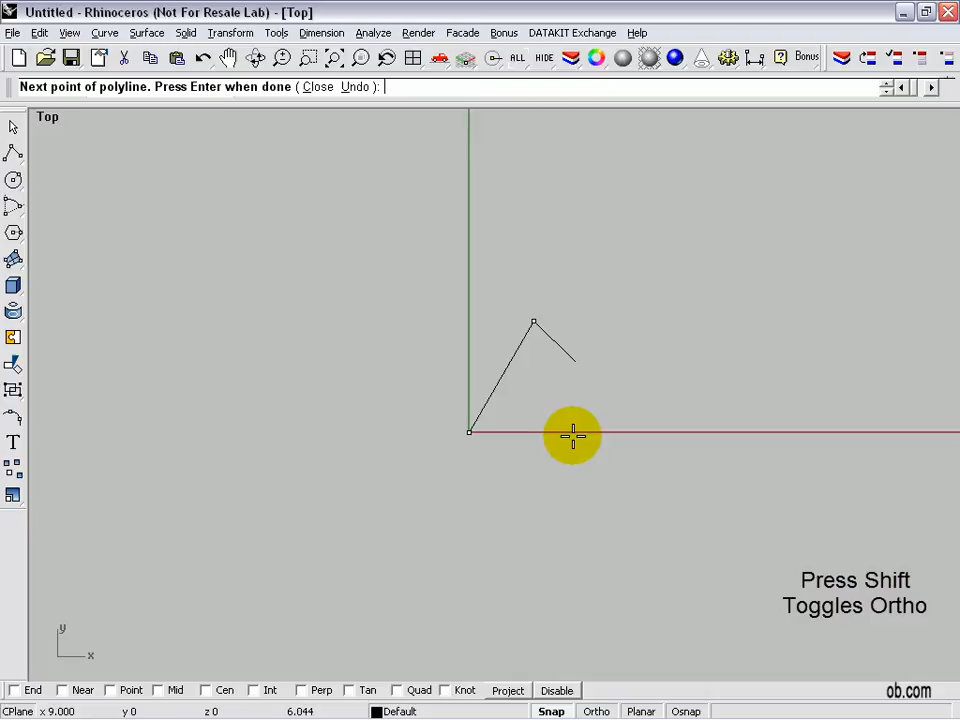 Untitled - Rhinoceros (Not For Resale Lab) - [Top]
File Edit View Curve Surface Solid Transform Tools Dimension Analyze Render Facade Bonus DATAKIT Exchange Help
ALL HIDE Bonus
Next point of polyline. Press Enter when done ( Close Undo ):
Top
T
Press Shift
Toggles Ortho
y
x
End Near Point Mid Cen Int Perp Tan Quad Knot Project Disable
ob.com
CPlane x 9.000 y 0 z 0 6.044 Default Snap Ortho Planar Osnap